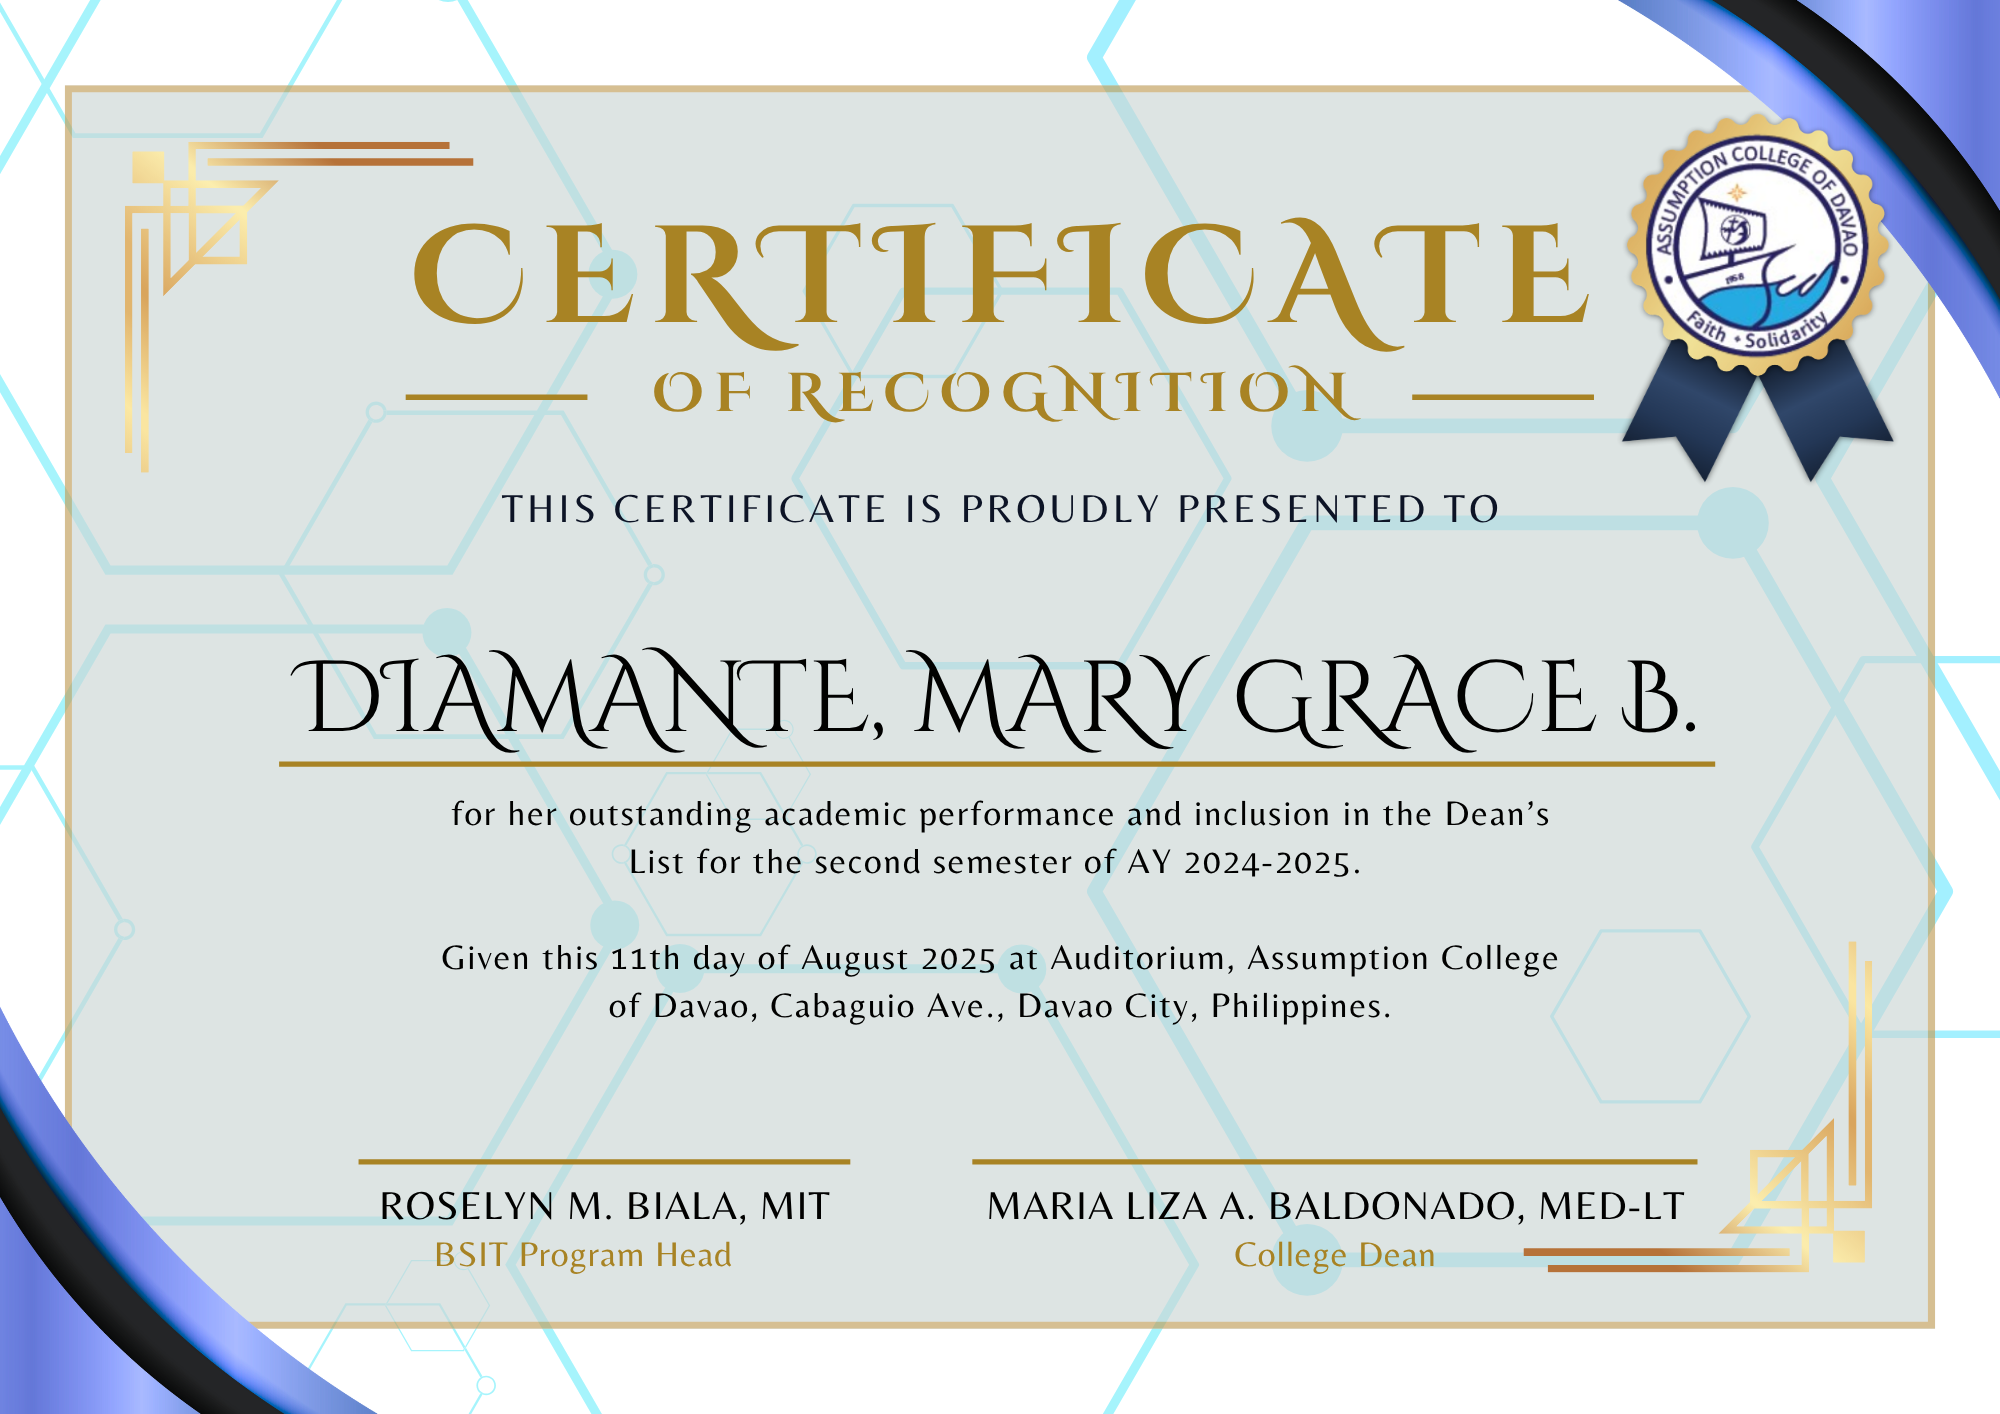 CERTIFICATE
OF RECOGNITION
ASSUMPTION COLLEGE OF DAVAO
1958
Faith + Solidarity
THIS CERTIFICATE IS PROUDLY PRESENTED TO
DIAMANTE, MARY GRACE B.
for her outstanding academic performance and inclusion in the Dean’s
List for the second semester of AY 2024-2025.
Given this 11th day of August 2025 at Auditorium, Assumption College
of Davao, Cabaguio Ave., Davao City, Philippines.
ROSELYN M. BIALA, MIT
BSIT Program Head
MARIA LIZA A. BALDONADO, MED-LT
College Dean